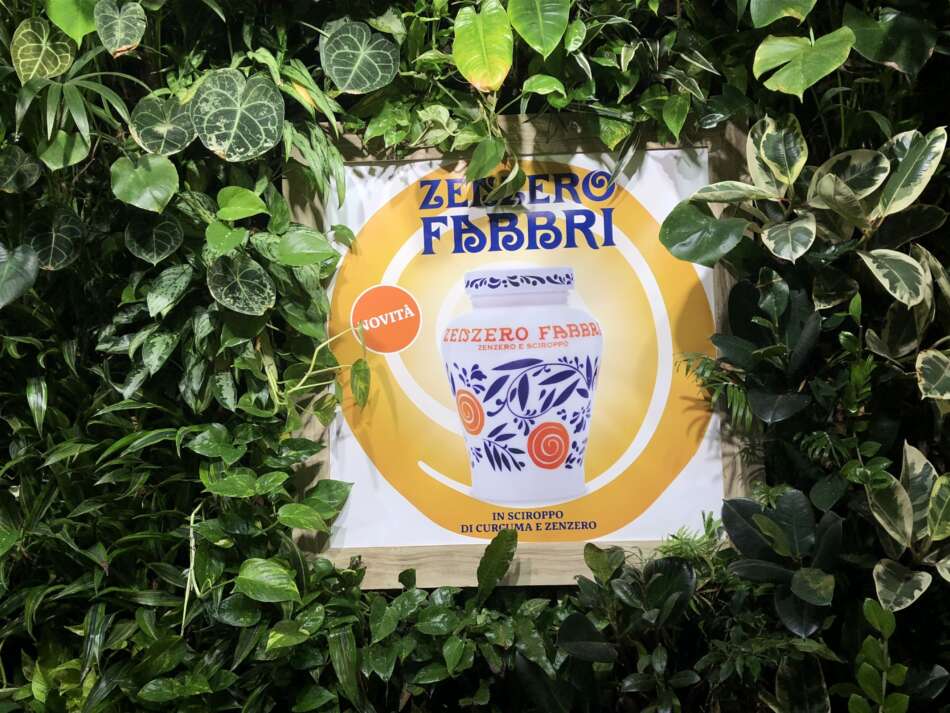 ZENZERO
FABBRI
NOVITÀ
ZENZERO FABBRI
ZENZERO E SCIROPPO
IN SCIROPPO
DI CURCUMA E ZENZERO